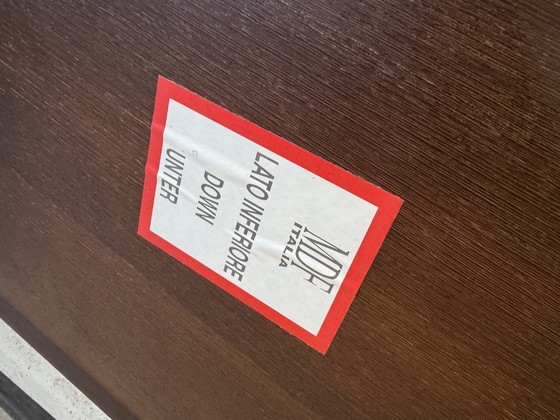 MDF
ITALIA
LATO INFERIORE
DOWN
UNTER